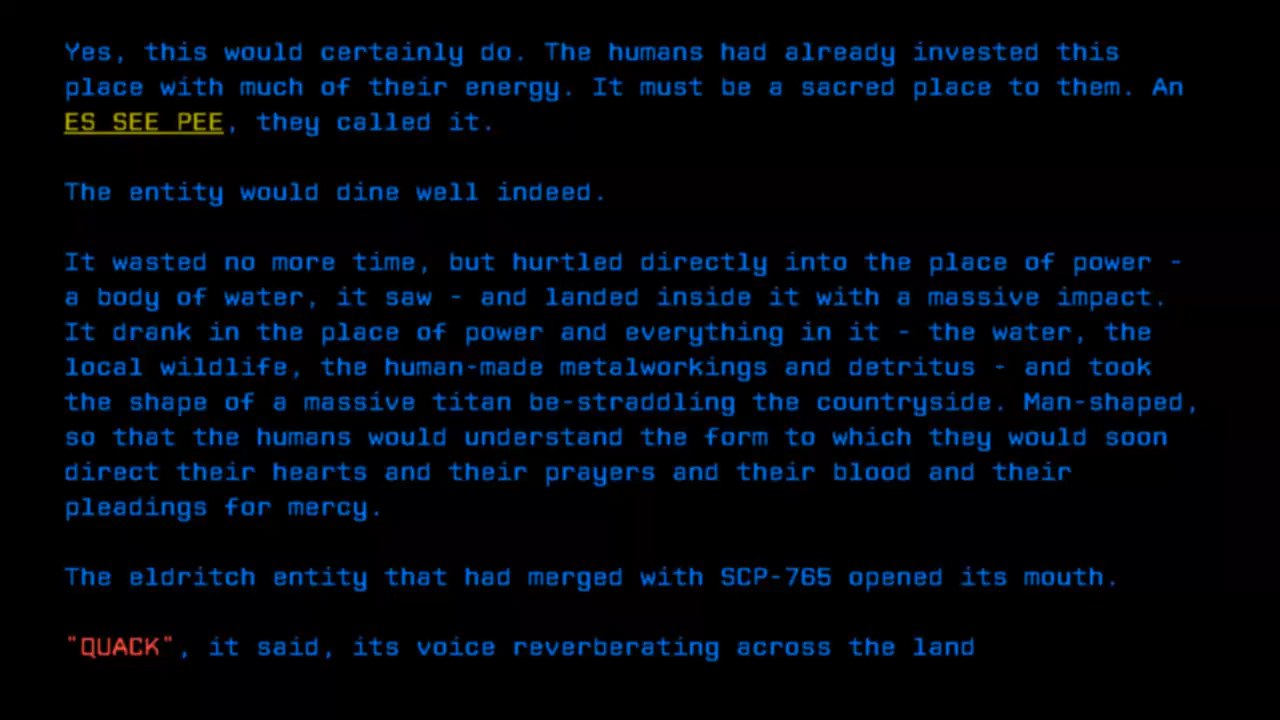 Yes, this would certainly do. The humans had already invested this
place with much of their energy. It must be a sacred place to them. An
ES SEE PEE, they called it.
The entity would dine well indeed.
It wasted no more time, but hurtled directly into the place of power -
a body of water, it saw - and landed inside it with a massive impact.
It drank in the place of power and everything in it - the water, the
local wildlife, the human-made metalworkings and detritus - and took
the shape of a massive titan be-straddling the countryside. Man-shaped,
so that the humans would understand the form to which they would soon
direct their hearts and their prayers and their blood and their
pleadings for mercy.
The eldritch entity that had merged with SCP-765 opened its mouth.
"QUACK", it said, its voice reverberating across the land